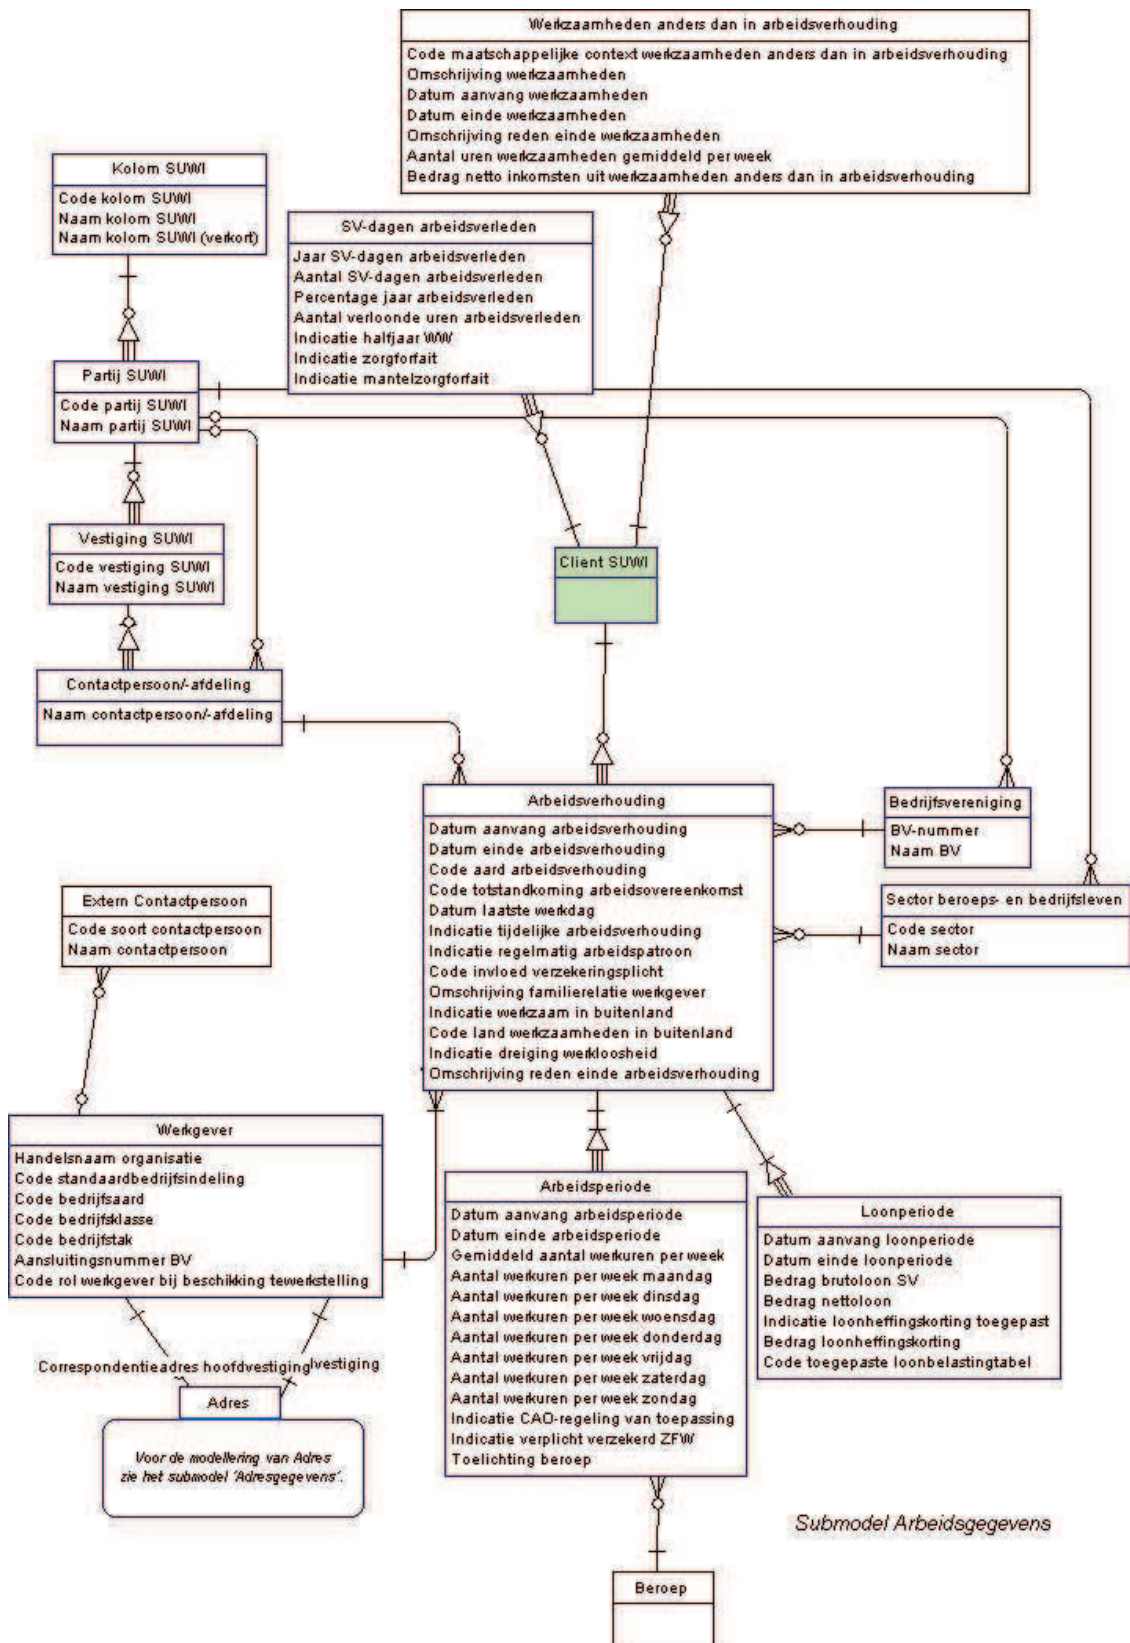 Werkzaamheden anders dan in arbeidsverhouding
Code maatschappelijke context werkzaamheden anders dan in arbeidsverhouding
Omschrijving werkzaamheden
Datum aanvang werkzaamheden
Datum einde werkzaamheden
Omschrijving reden einde werkzaamheden
Aantal uren werkzaamheden gemiddeld per week
Bedrag netto inkomsten uit werkzaamheden anders dan in arbeidsverhouding
Kolom SUWI
Code kolom SUWI
Naam kolom SUWI
Naam kolom SUWI (verkort)
SV-dagen arbeidsverleden
Jaar SV-dagen arbeidsverleden
Aantal SV-dagen arbeidsverleden
Percentage jaar arbeidsverleden
Aantal verloonde uren arbeidsverleden
Indicatie halfjaar WW
Indicatie zorgforfait
Indicatie mantelzorgforfait
Partij SUWI
Code partij SUWI
Naam partij SUWI
Vestiging SUWI
Code vestiging SUWI
Naam vestiging SUWI
Client SUWI
Contactpersoon/-afdeling
Naam contactpersoon/-afdeling
Arbeidsverhouding
Datum aanvang arbeidsverhouding
Datum einde arbeidsverhouding
Code aard arbeidsverhouding
Code totstandkoming arbeidsovereenkomst
Datum laatste werkdag
Indicatie tijdelijke arbeidsverhouding
Indicatie regelmatig arbeidspatroon
Code invloed verzekeringsplicht
Omschrijving familierelatie werkgever
Indicatie werkzaam in buitenland
Code land werkzaamheden in buitenland
Indicatie dreiging werkloosheid
Omschrijving reden einde arbeidsverhouding
Bedrijfsvereniging
BV-nummer
Naam BV
Sector beroeps- en bedrijfsleven
Code sector
Naam sector
Extern Contactpersoon
Code soort contactpersoon
Naam contactpersoon
Werkgever
Handelsnaam organisatie
Code standaardbedrijfsindeling
Code bedrijfsaard
Code bedrijfsklasse
Code bedrijfstak
Aansluitingsnummer BV
Code rol werkgever bij beschikking tewerkstelling
Arbeidsperiode
Datum aanvang arbeidsperiode
Datum einde arbeidsperiode
Gemiddeld aantal werkuren per week
Aantal werkuren per week maandag
Aantal werkuren per week dinsdag
Aantal werkuren per week woensdag
Aantal werkuren per week donderdag
Aantal werkuren per week vrijdag
Aantal werkuren per week zaterdag
Aantal werkuren per week zondag
Indicatie CAO-regeling van toepassing
Indicatie verplicht verzekerd ZFW
Toelichting beroep
Loonperiode
Datum aanvang loonperiode
Datum einde loonperiode
Bedrag brutoloon SV
Bedrag nettoloon
Indicatie loonheffingskorting toegepast
Bedrag loonheffingskorting
Code toegepaste loonbelastingtabel
Correspondentieadres hoofdvestiging
Adres
Voor de modellering van Adres
zie het submodel 'Adresgegevens'.
Submodel Arbeidsgegevens
Beroep